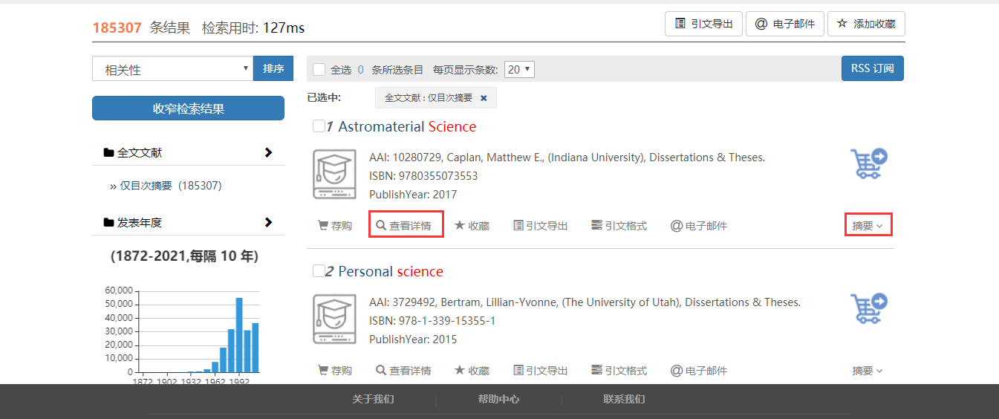 185307 条结果 检索用时: 127ms
引文导出 电子邮件 添加收藏
相关性 排序
全选 0 条所选条目 每页显示条数: 20
RSS 订阅
已选中: 全文文献 : 仅目次摘要
收窄检索结果
全文文献
» 仅目次摘要 (185307)
发表年度
(1872-2021,每隔 10 年)
60,000
50,000
40,000
30,000
20,000
10,000
0
1872 1902 1932 1962 1992
1 Astromaterial Science
AAI: 10280729, Caplan, Matthew E., (Indiana University), Dissertations & Theses.
ISBN: 9780355073553
PublishYear: 2017
荐购 查看详情 收藏 引文导出 引文格式 @电子邮件 摘要
2 Personal science
AAI: 3729492, Bertram, Lillian-Yvonne, (The University of Utah), Dissertations & Theses.
ISBN: 978-1-339-15355-1
PublishYear: 2015
荐购 查看详情 收藏 引文导出 引文格式 @电子邮件 摘要
关于我们 | 帮助中心 | 联系我们